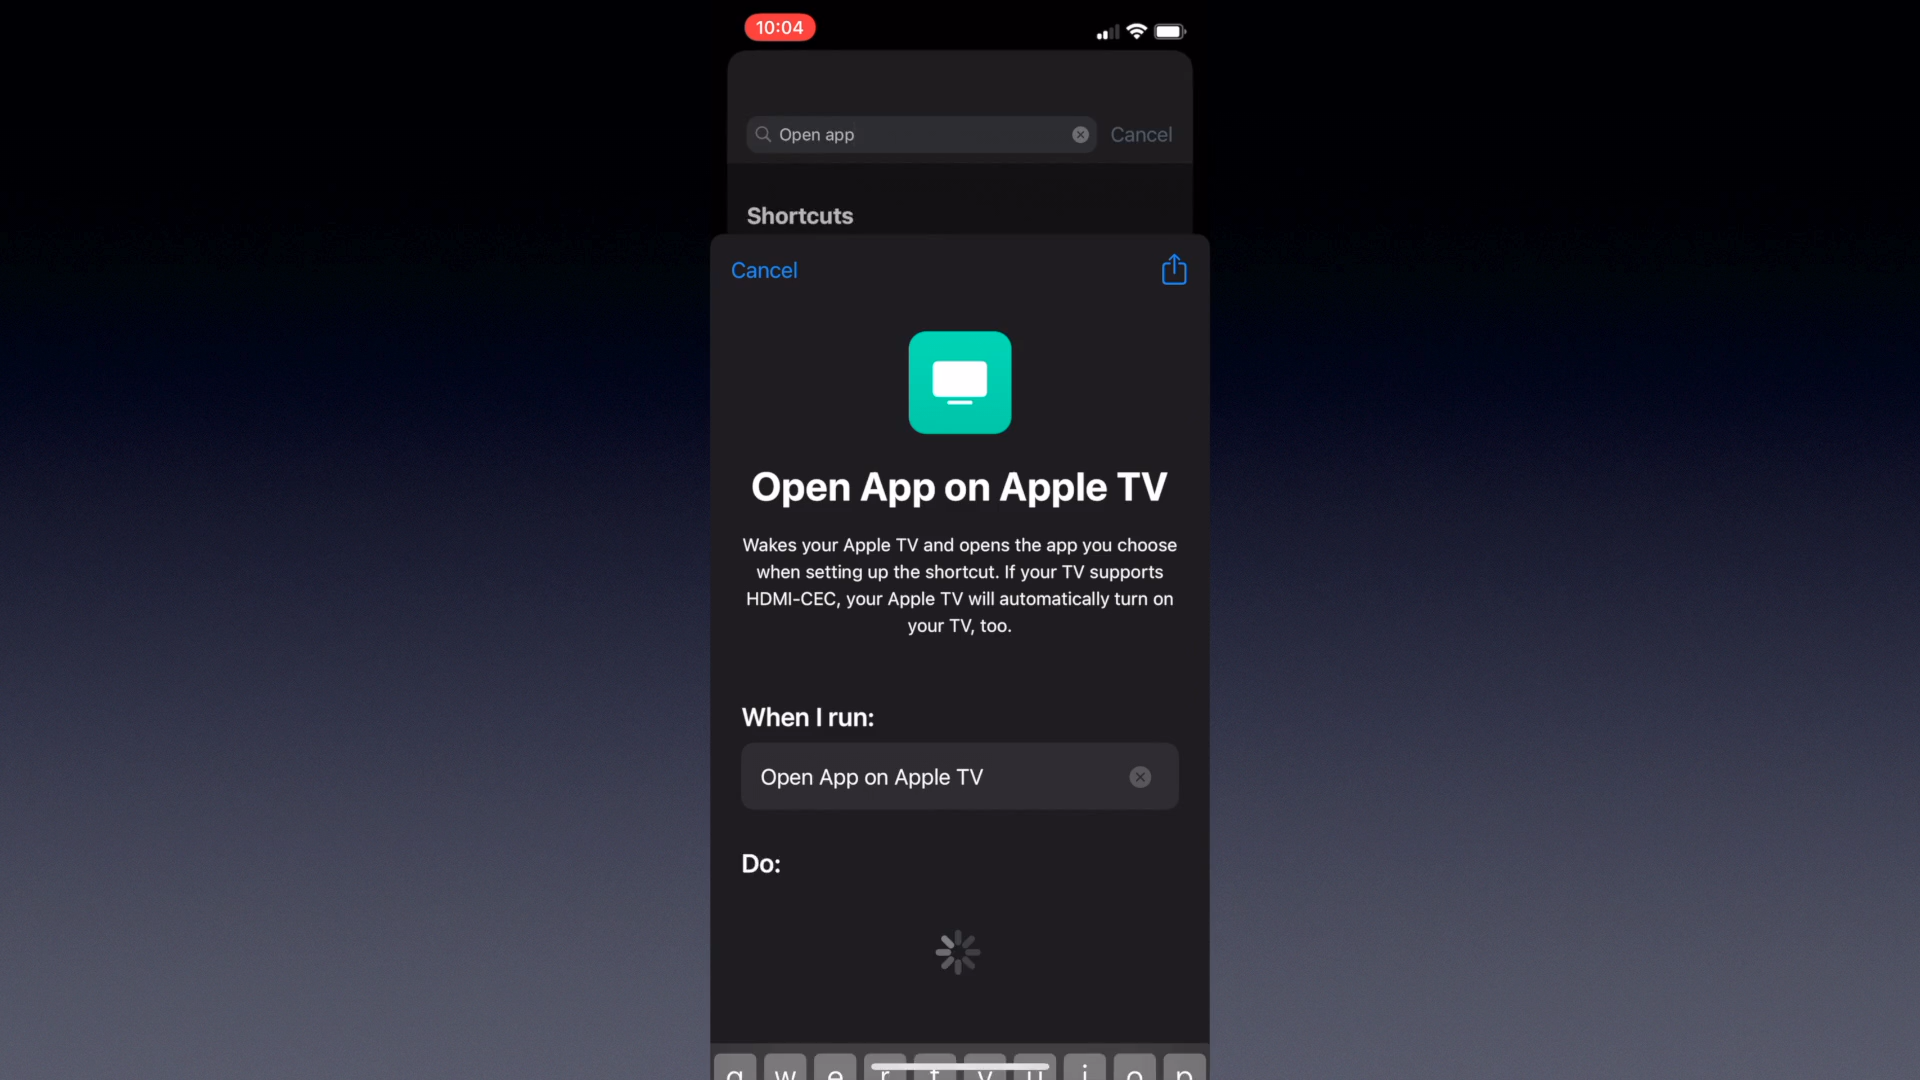 10:04
Open app
Cancel
Shortcuts
Cancel
Open App on Apple TV
Wakes your Apple TV and opens the app you choose
when setting up the shortcut. If your TV supports
HDMI-CEC, your Apple TV will automatically turn on
your TV, too.
When I run:
Open App on Apple TV
Do:
q w e r t y u i o p